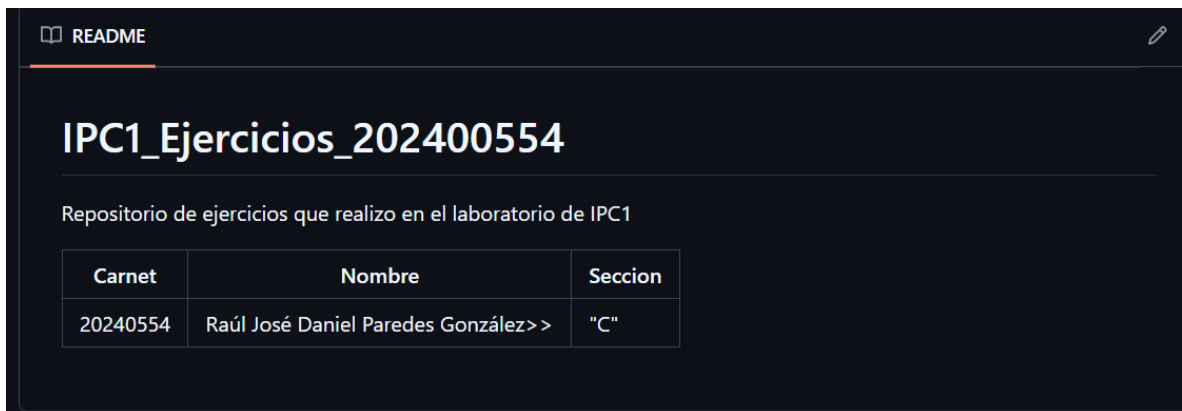 README
IPC1_Ejercicios_202400554
Repositorio de ejercicios que realizo en el laboratorio de IPC1
Carnet Nombre Seccion
20240554 Raúl José Daniel Paredes González>> "C"